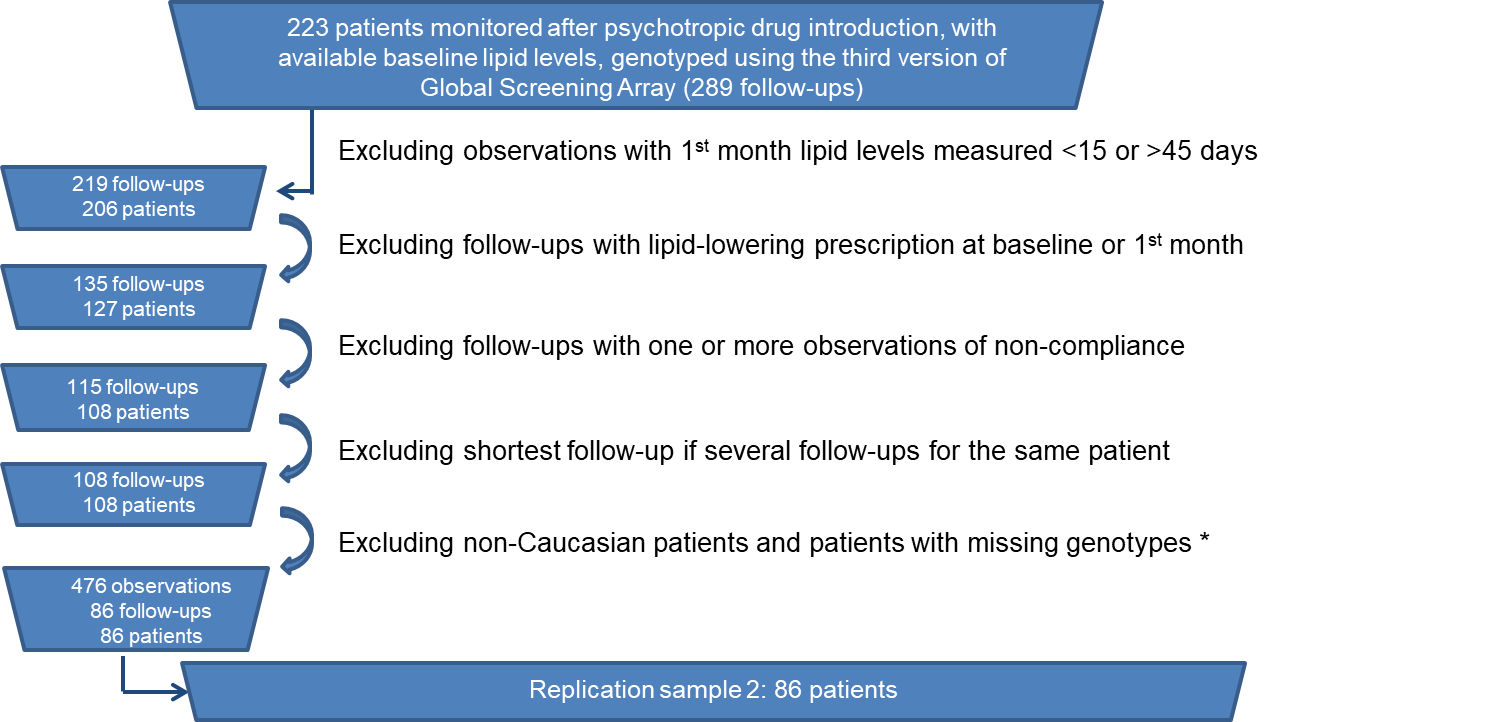 223 patients monitored after psychotropic drug introduction, with
available baseline lipid levels, genotyped using the third version of
Global Screening Array (289 follow-ups)
Excluding observations with 1st month lipid levels measured <15 or >45 days
219 follow-ups
206 patients
Excluding follow-ups with lipid-lowering prescription at baseline or 1st month
135 follow-ups
127 patients
Excluding follow-ups with one or more observations of non-compliance
115 follow-ups
108 patients
Excluding shortest follow-up if several follow-ups for the same patient
108 follow-ups
108 patients
Excluding non-Caucasian patients and patients with missing genotypes *
476 observations
86 follow-ups
86 patients
Replication sample 2: 86 patients